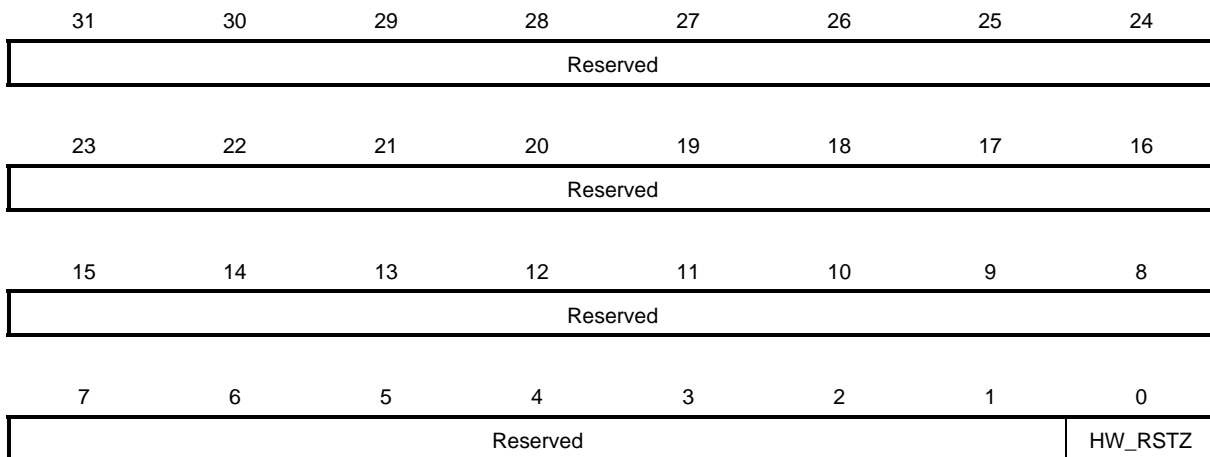 31 30 29 28 27 26 25 24
Reserved
23 22 21 20 19 18 17 16
Reserved
15 14 13 12 11 10 9 8
Reserved
7 6 5 4 3 2 1 0
Reserved HW_RSTZ